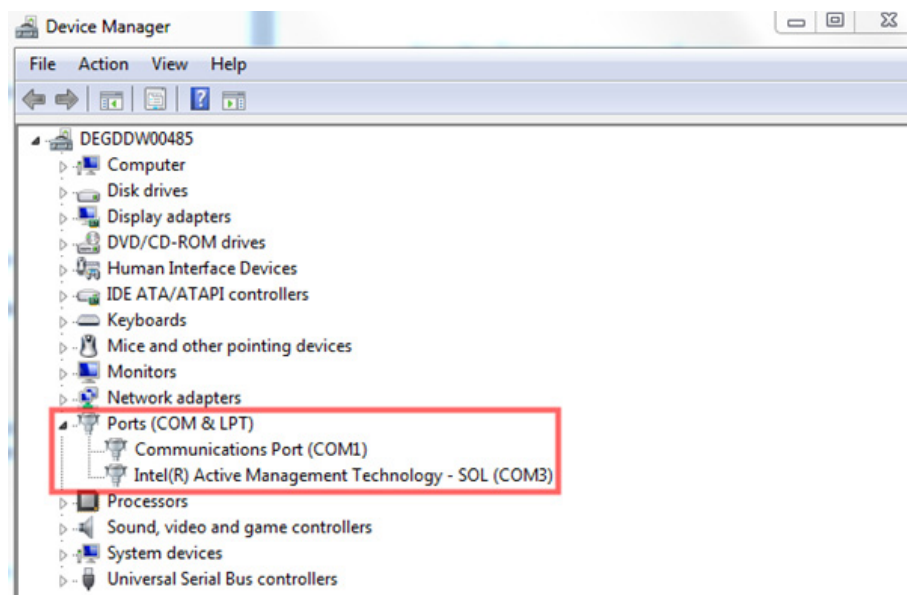 Device Manager
File Action View Help
DEGDDW00485
Computer
Disk drives
Display adapters
DVD/CD-ROM drives
Human Interface Devices
IDE ATA/ATAPI controllers
Keyboards
Mice and other pointing devices
Monitors
Network adapters
Ports (COM & LPT)
Communications Port (COM1)
Intel(R) Active Management Technology - SOL (COM3)
Processors
Sound, video and game controllers
System devices
Universal Serial Bus controllers